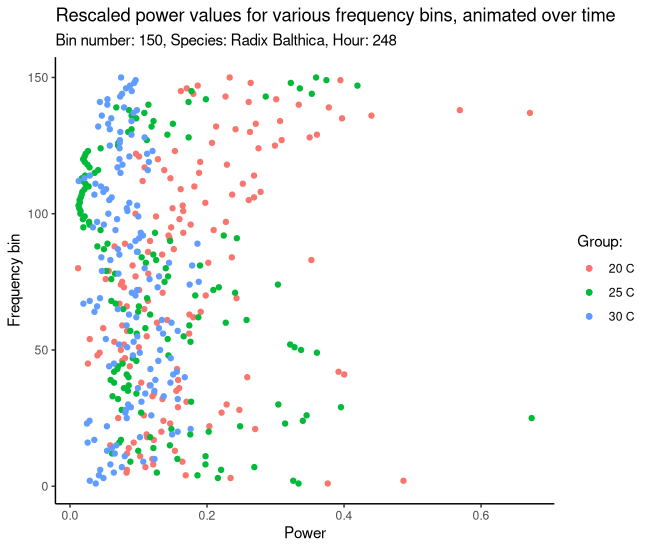 Rescaled power values for various frequency bins, animated over time
Bin number: 150, Species: Radix Balthica, Hour: 248
150
100
50
0
Frequency bin
0.0
0.2
0.4
0.6
Power
Group:
20 C
25 C
30 C